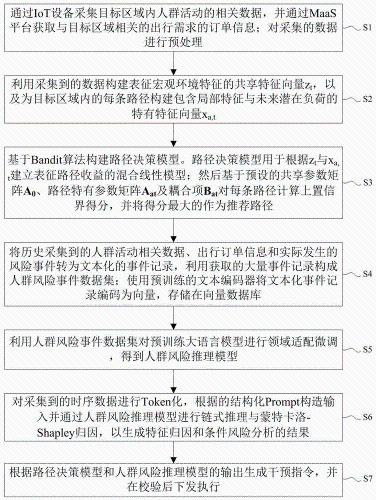 通过IoT设备采集目标区域内人群活动的相关数据，并通过MaaS
平台获取与目标区域相关的出行需求的订单信息；对采集的数据
进行预处理
S1
利用采集到的数据构建表征宏观环境特征的共享特征向量zt，以
及为目标区域内的每条路径构建包含局部特征与未来潜在负荷的
特有特征向量xa,t
S2
基于Bandit算法构建路径决策模型。路径决策模型用于根据zt与xa,
t建立表征路径收益的混合线性模型；然后基于预设的共享参数矩
阵A0、路径特有参数矩阵Aat及耦合项Bat对每条路径计算上置信
界得分，并将得分最大的作为推荐路径
S3
将历史采集到的人群活动相关数据、出行订单信息和实际发生的
风险事件转为文本化的事件记录，利用获取的大量事件记录构成
人群风险事件数据集；使用预训练的文本编码器将文本化事件记
录编码为向量，存储在向量数据库
S4
利用人群风险事件数据集对预训练大语言模型进行领域适配微调
，得到人群风险推理模型
S5
对采集到的时序数据进行Token化，根据的结构化Prompt构造输
入并通过人群风险推理模型进行链式推理与蒙特卡洛-
Shapley归因，以生成特征归因和条件风险分析的结果
S6
根据路径决策模型和人群风险推理模型的输出生成干预指令，并
在校验后下发执行
S7